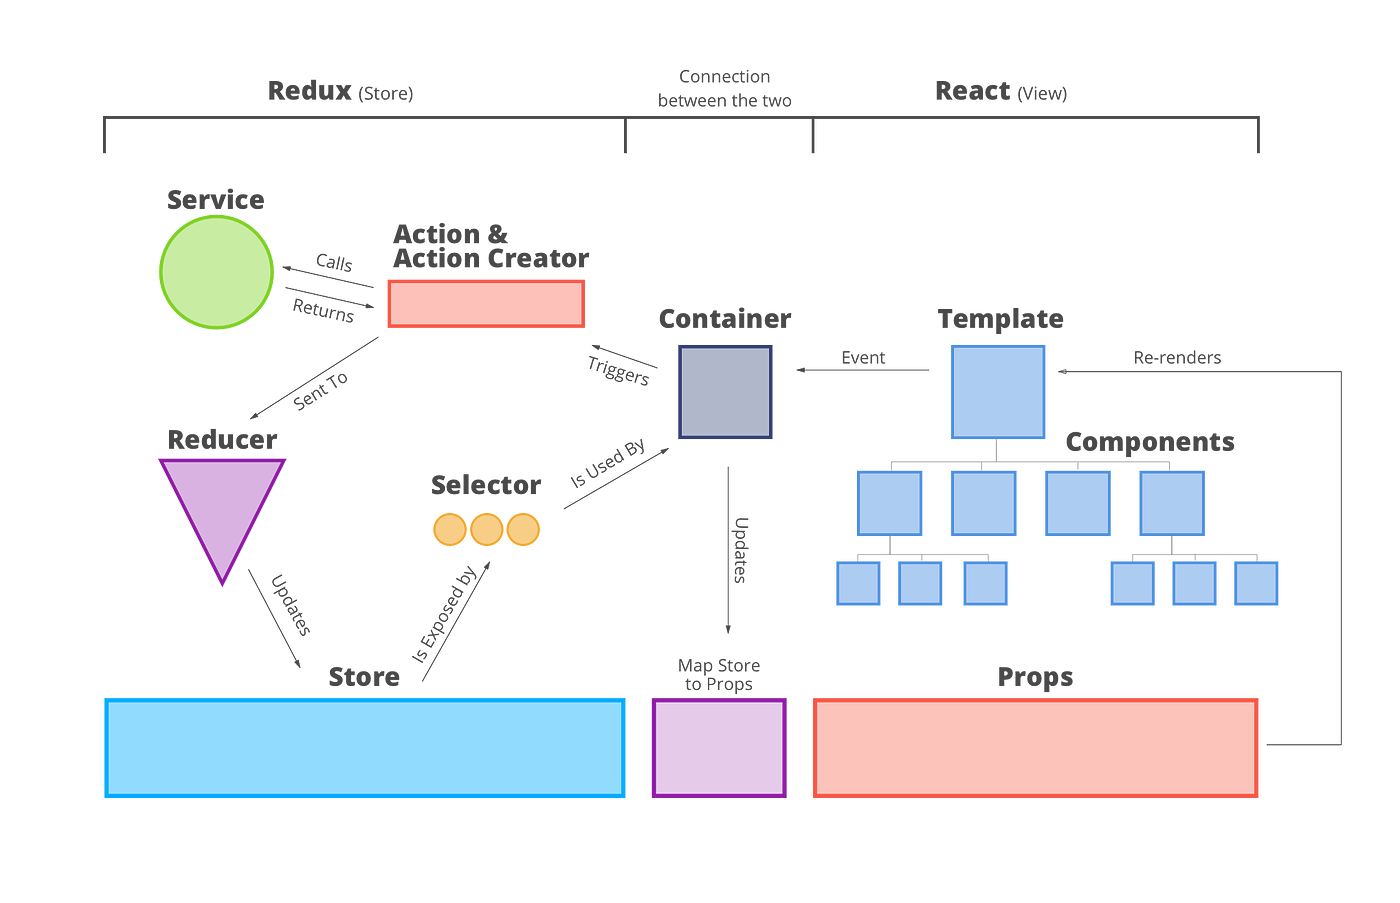 Redux (Store)
Connection
between the two
React (View)
Service
Action &
Action Creator
Calls
Returns
Container
Template
Triggers
Event
Re-renders
Sent To
Reducer
Components
Selector
Is Used By
Updates
Updates
Is Exposed by
Store
Map Store
to Props
Props